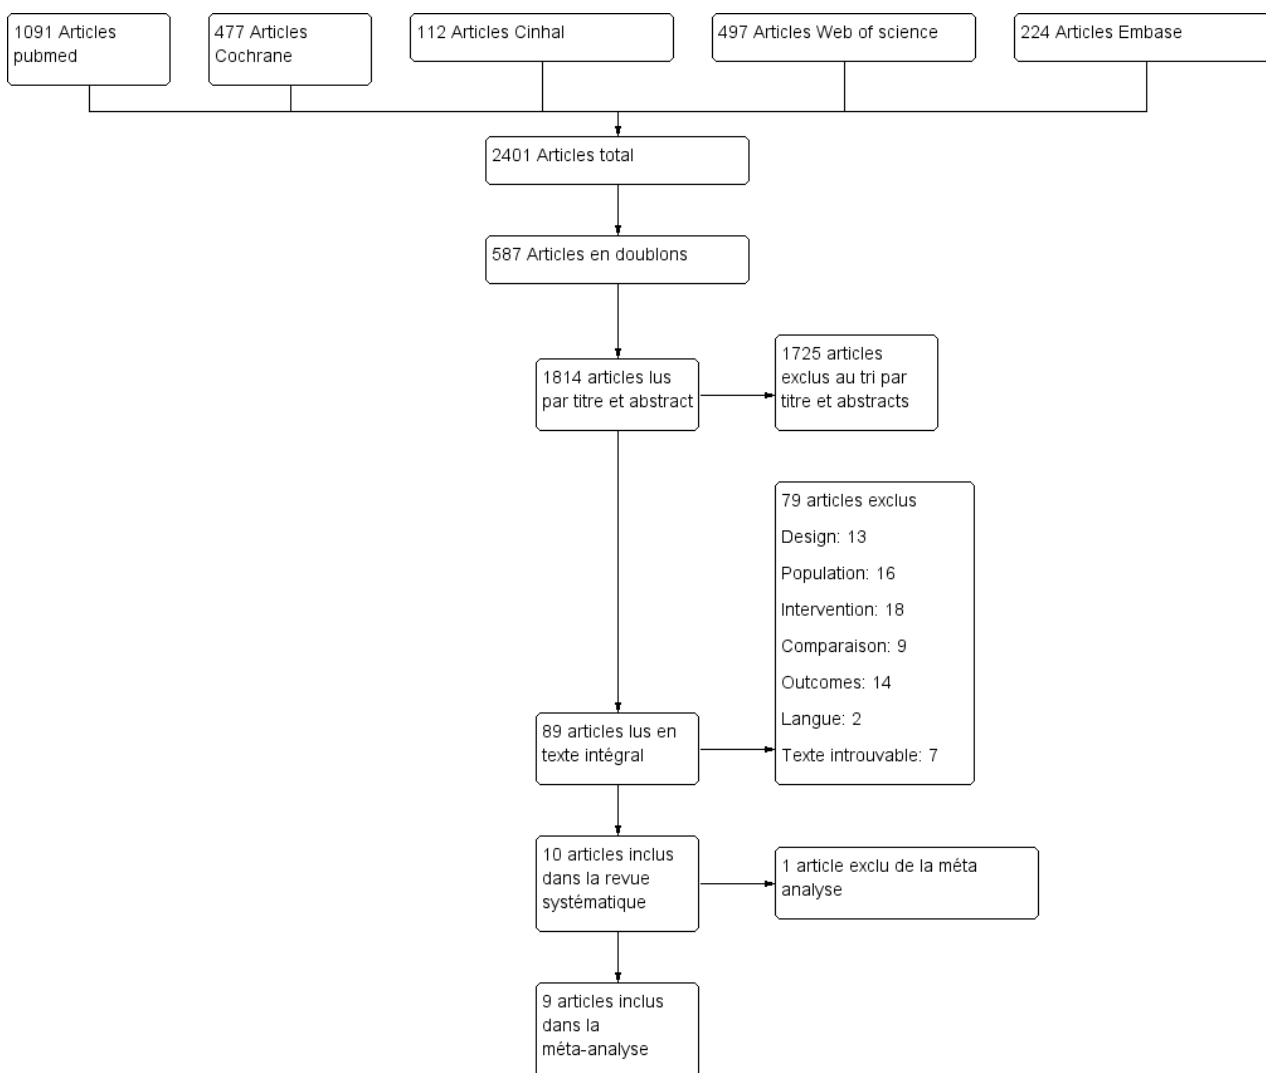 1091 Articles
pubmed
477 Articles
Cochrane
112 Articles Cinhal
497 Articles Web of science
224 Articles Embase
2401 Articles total
587 Articles en doublons
1814 articles lus
par titre et abstract
1725 articles
exclus au tri par
titre et abstracts
79 articles exclus
Design: 13
Population: 16
Intervention: 18
Comparaison: 9
Outcomes: 14
Langue: 2
Texte introuvable: 7
89 articles lus en
texte intégral
10 articles inclus
dans la revue
systématique
1 article exclu de la méta
analyse
9 articles inclus
dans la
méta-analyse